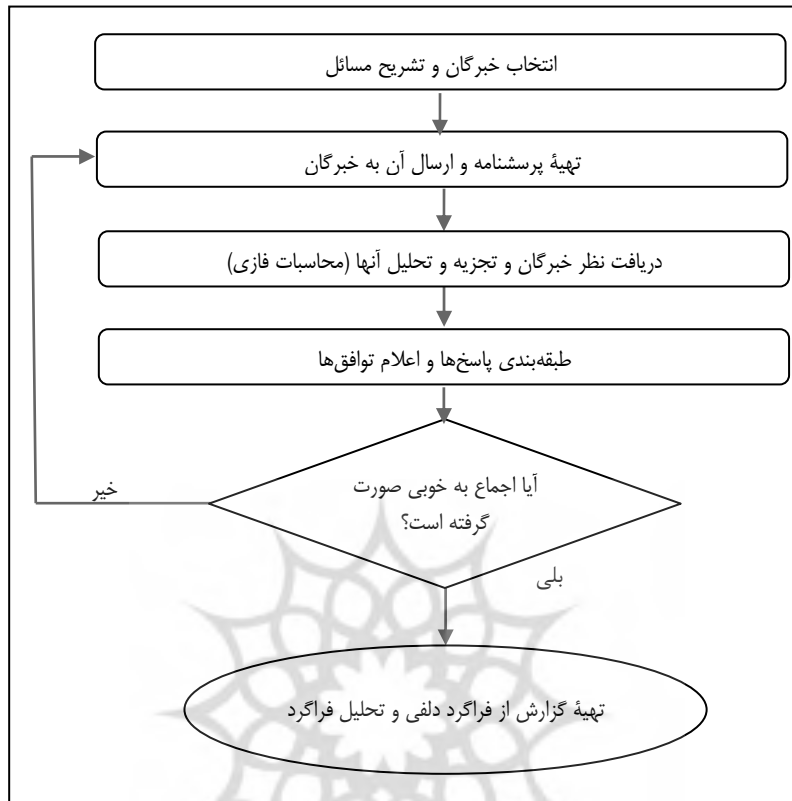 انتخاب خبرگان و تشریح مسائل
تهیۀ پرسشنامه و ارسال آن به خبرگان
دریافت نظر خبرگان و تجزیه و تحلیل آنها (محاسبات فازی)
طبقه‌بندی پاسخ‌ها و اعلام توافق‌ها
آیا اجماع به خوبی صورت
گرفته است؟
خیر
بلی
تهیۀ گزارش از فراگرد دلفی و تحلیل فراگرد